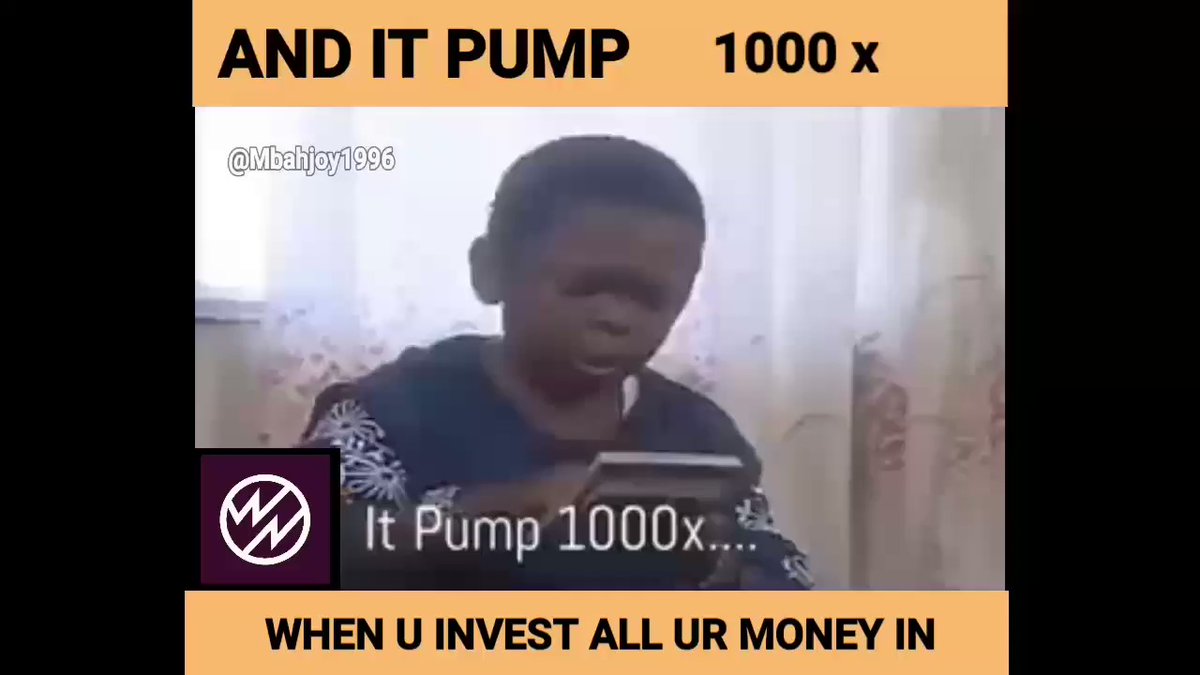 AND IT PUMP 1000 x
@Mbahjoy1996
It Pump 1000x....
WHEN U INVEST ALL UR MONEY IN